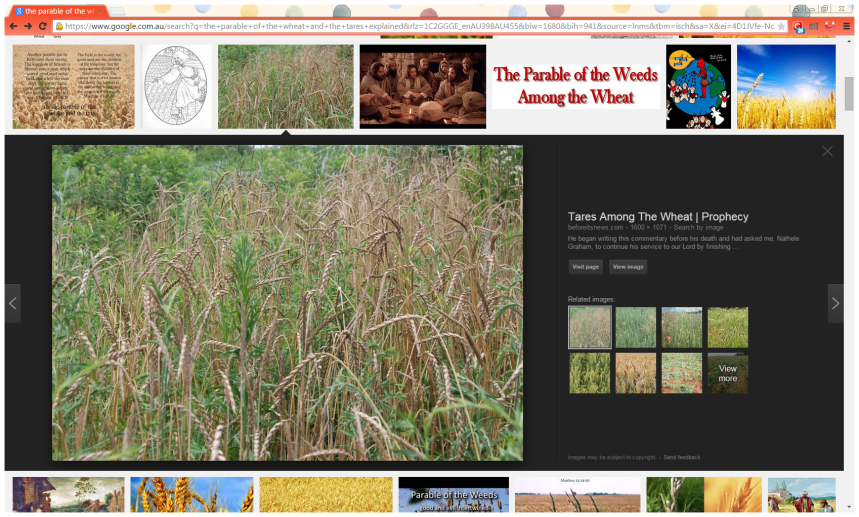 the parable of the w
https://www.google.com.au/search?q=the+parable+of+the+wheat+and+the+tares+explained&rlz=1C2GGGE_enAU398AU455&biw=1680&bih=941&source=lnms&tbm=isch&sa=X&ei=4D1JVfe-Nc
The Parable of the Weeds
Among the Wheat
Tares Among The Wheat | Prophecy
beforeitsnews.com - 1600 × 1071 - Search by image
He began writing this commentary before his death and had asked me, Nathele
Graham, to continue his service to our Lord by finishing ...
Visit page
View image
Related images:
View
more
Images may be subject to copyright. - Send feedback
Parable of the Weeds
good and evil intertwined